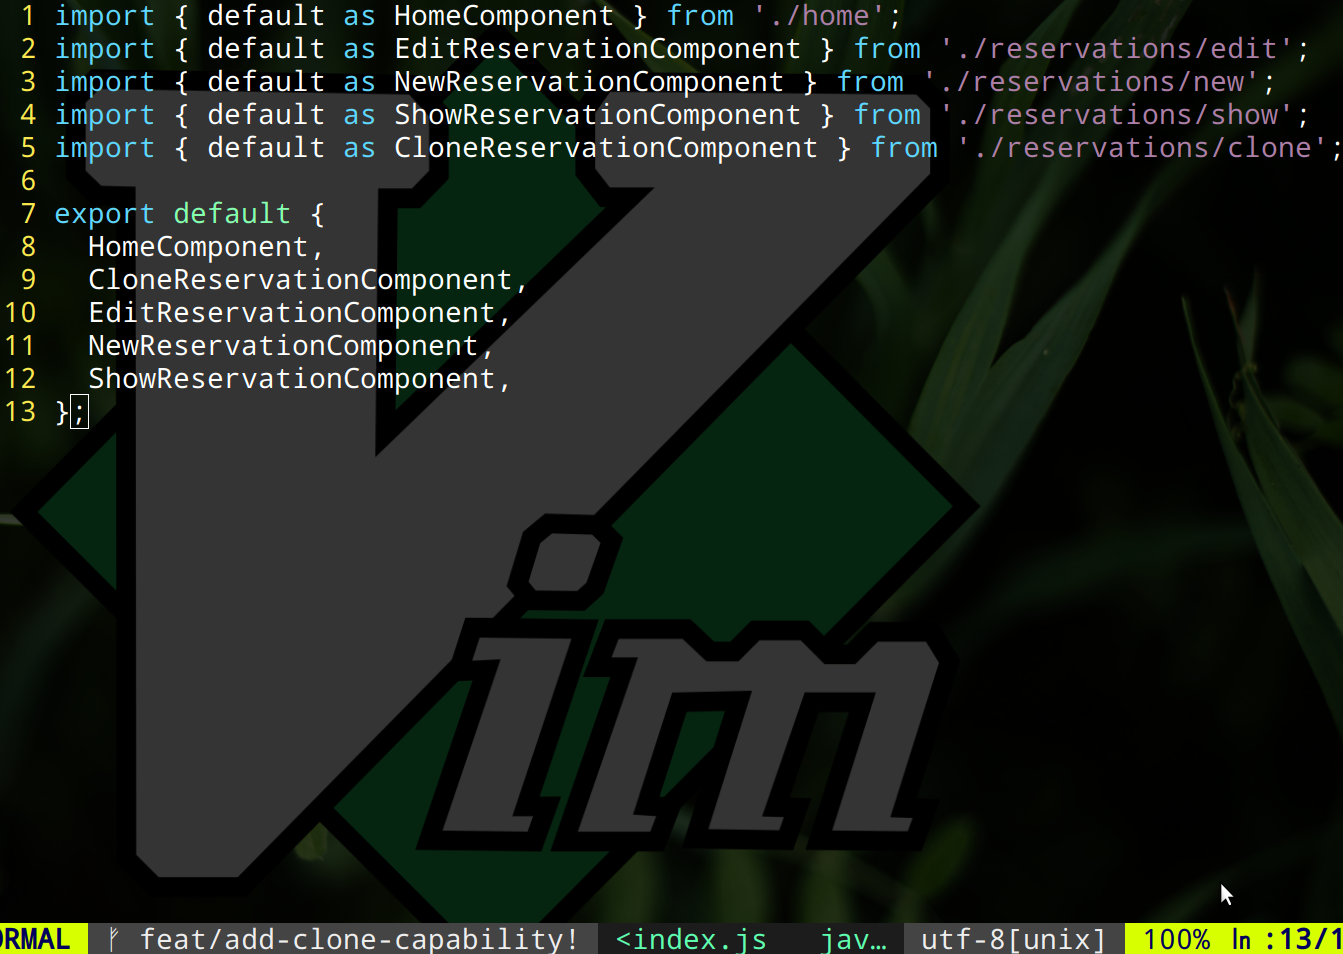 1 import { default as HomeComponent } from './home';
2 import { default as EditReservationComponent } from './reservations/edit';
3 import { default as NewReservationComponent } from './reservations/new';
4 import { default as ShowReservationComponent } from './reservations/show';
5 import { default as CloneReservationComponent } from './reservations/clone';
6
7 export default {
8   HomeComponent,
9   CloneReservationComponent,
10   EditReservationComponent,
11   NewReservationComponent,
12   ShowReservationComponent,
13 };
Vim
ORMAL feat/add-clone-capability! <index.js jav… utf-8[unix] 100% ln :13/1